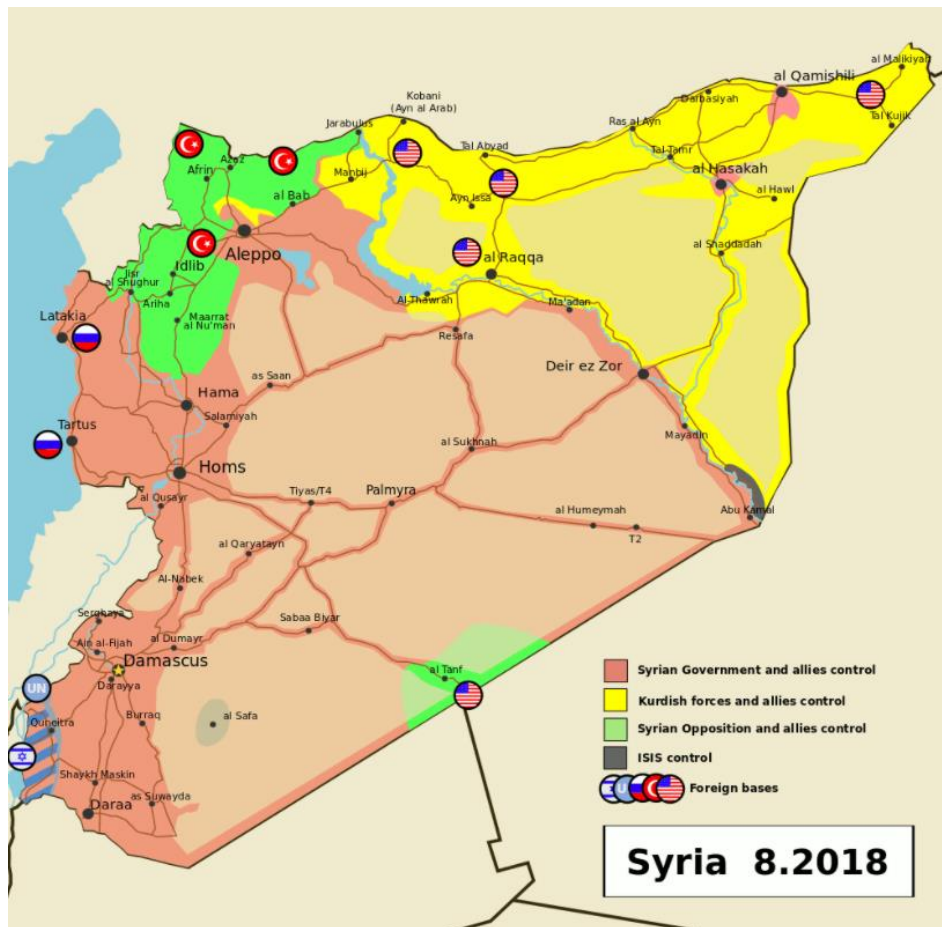 al Malikiyah
al Qamishili
Kobani
(Ayn al Arab)
Darbasiyah
Tal Kujik
Jarabulus
Ras al Ayn
Azaz
Tal Abyad
Tal Tamr
Afrin
Manbij
al Hasakah
al Bab
Ayn Issa
al Hawl
Aleppo
al Shaddadah
Idlib
al Raqqa
Jisr
al Shughur
Ariha
Al-Thawrah
Ma'adan
Maarrat
al Nu'man
Latakia
Resafa
Deir ez Zor
as Saan
Hama
Salamiyah
Tartus
al Sukhnah
Mayadin
Homs
Tiyas/T4
Palmyra
al Qusayr
al Humeymah
Abu Kamal
T2
al Qaryatayn
Al-Nabek
Serghaya
Sabaa Biyar
al Dumayr
Ain al-Fijah
Damascus
al Tanf
Darayya
UN
Quneitra
Burraq
al Safa
Shaykh Maskin
Daraa
as Suwayda
Syrian Government and allies control
Kurdish forces and allies control
Syrian Opposition and allies control
ISIS control
U
Foreign bases
Syria 8.2018